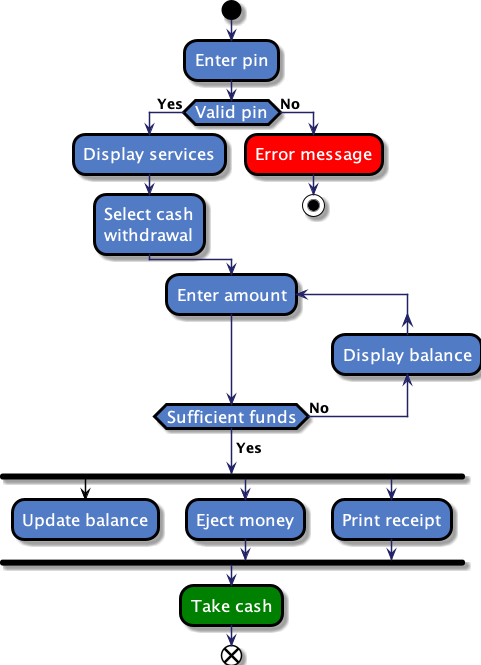 Enter pin
Yes
Valid pin
No
Display services
Error message
Select cash
withdrawal
Enter amount
Display balance
Sufficient funds
No
Yes
Update balance
Eject money
Print receipt
Take cash